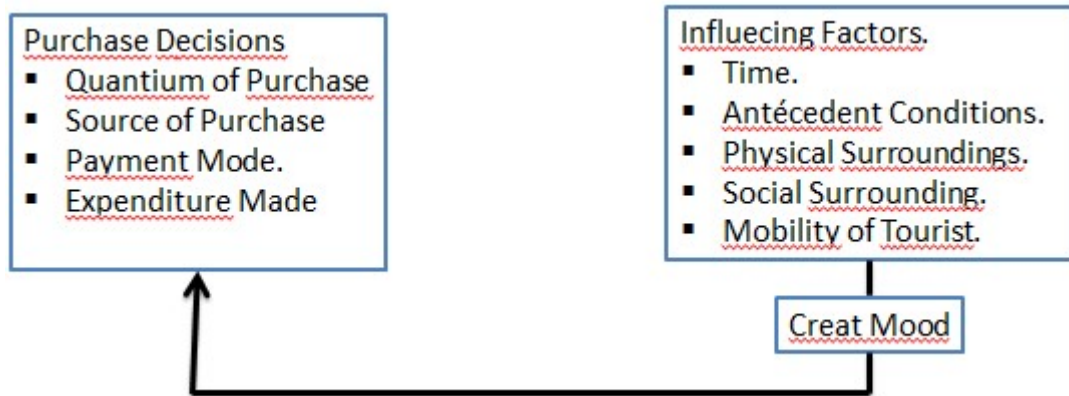 Purchase Decisions
▪ Quantium of Purchase
▪ Source of Purchase
▪ Payment Mode.
▪ Expenditure Made
Influecing Factors.
▪ Time.
▪ Antécedent Conditions.
▪ Physical Surroundings.
▪ Social Surrounding.
▪ Mobility of Tourist.
Creat Mood